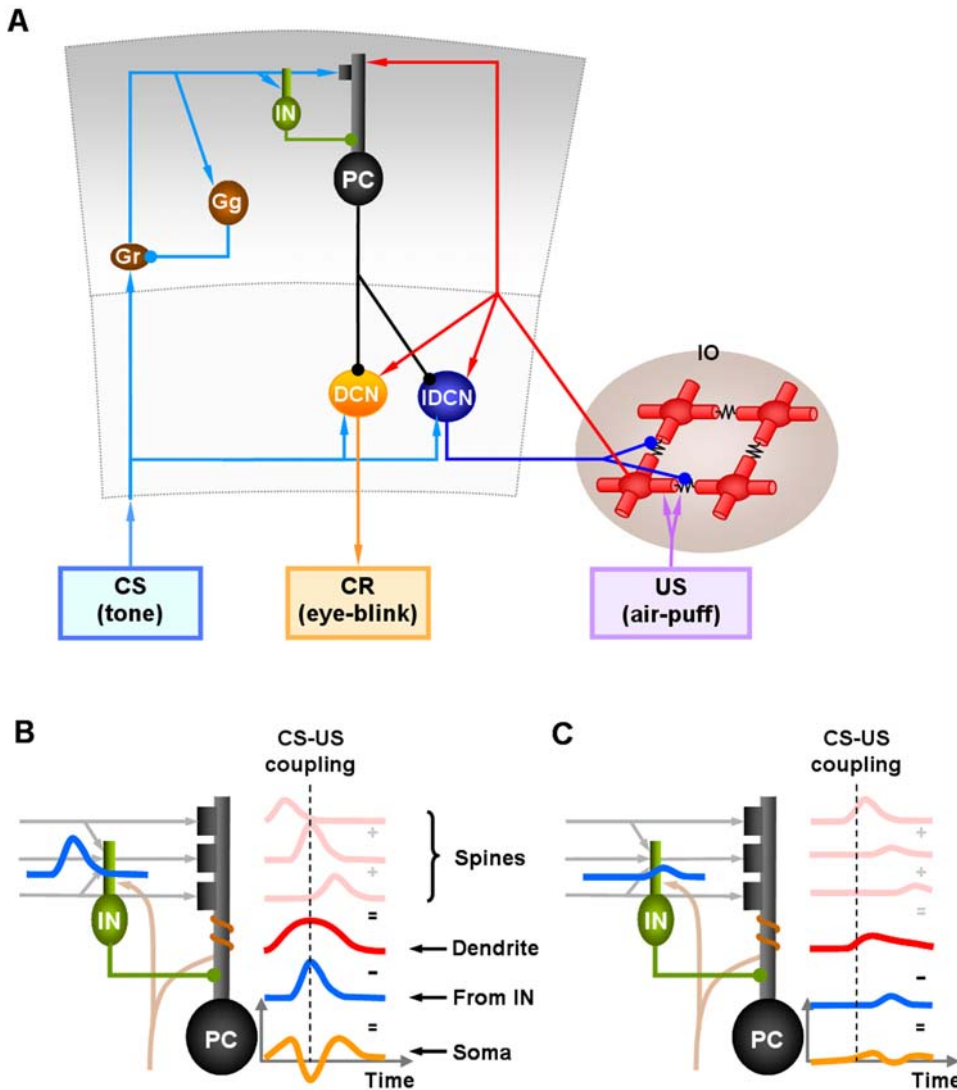 A
IN
PC
Gg
Gr
DCN
IDCN
IO
CS
(tone)
CR
(eye-blink)
US
(air-puff)
B
CS-US
coupling
+
+
Spines
=
IN
Dendrite
-
From IN
=
PC
Soma
Time
C
CS-US
coupling
+
+
=
IN
-
=
PC
Time